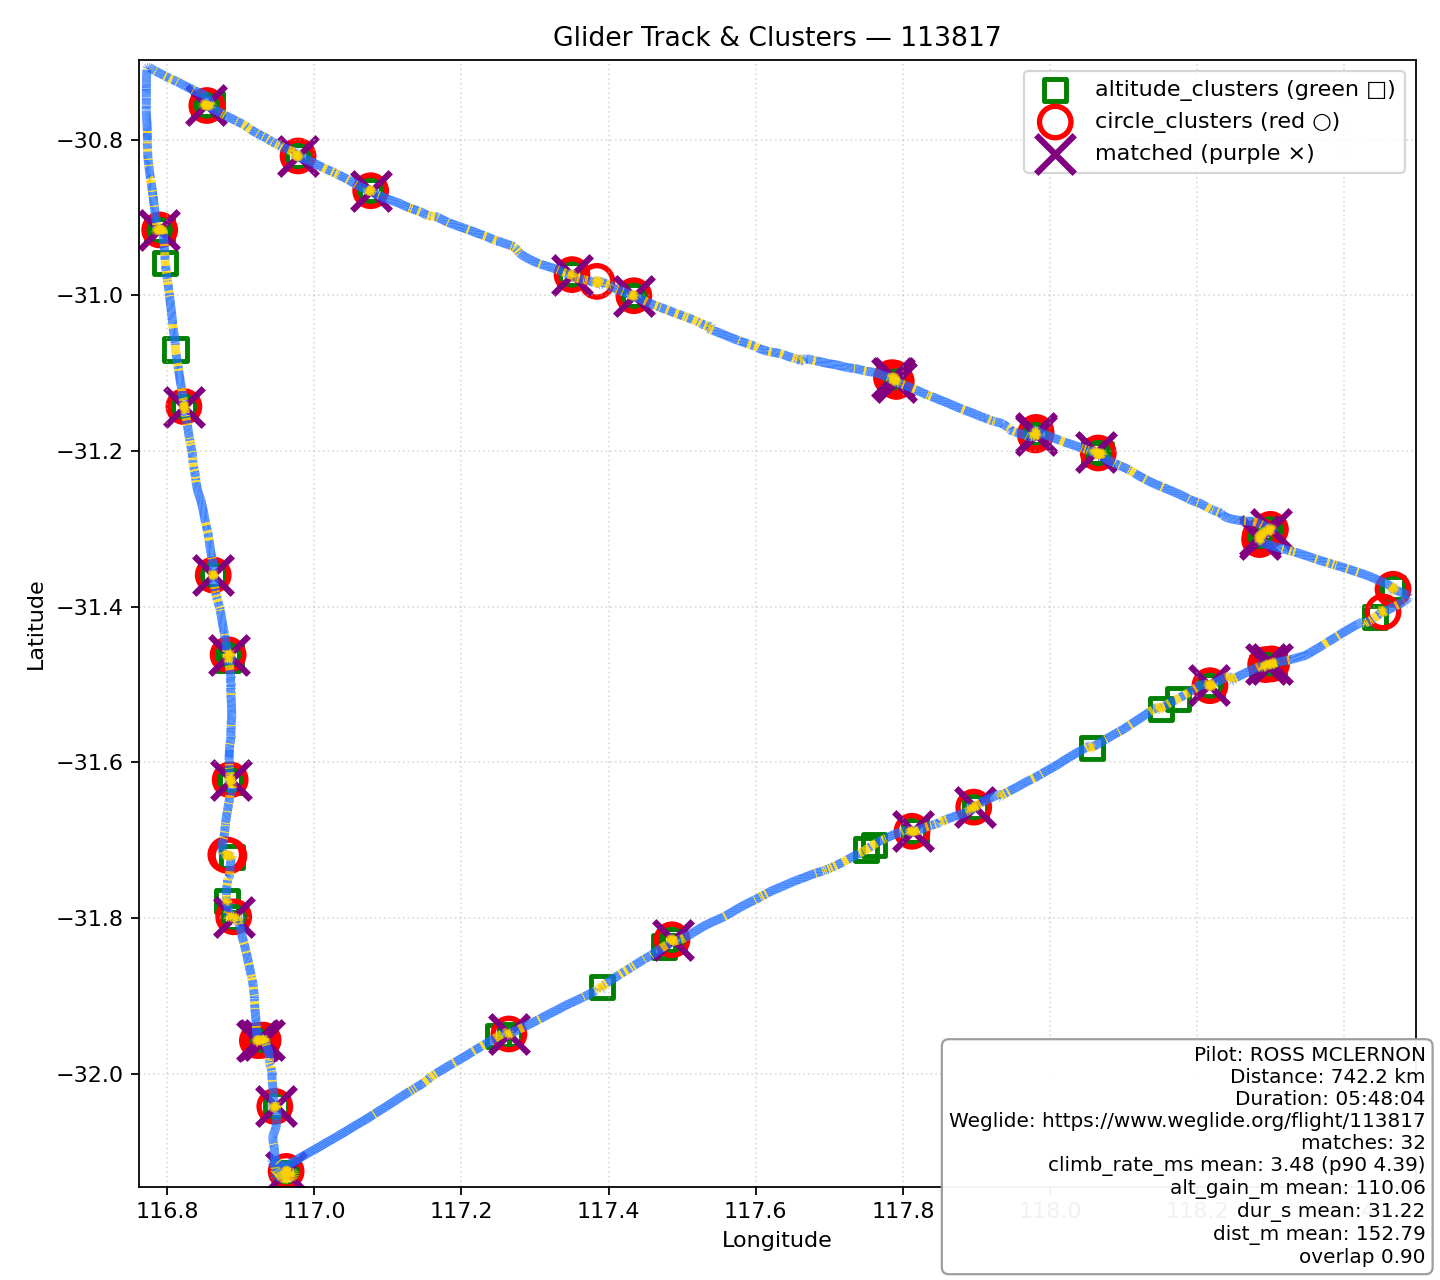 Glider Track & Clusters — 113817
altitude_clusters (green □)
circle_clusters (red ○)
matched (purple ×)
−30.8
−31.0
−31.2
−31.4
−31.6
−31.8
−32.0
Latitude
116.8 117.0 117.2 117.4 117.6 117.8 118.0 118.2
Longitude
Pilot: ROSS MCLERNON
Distance: 742.2 km
Duration: 05:48:04
Weglide: https://www.weglide.org/flight/113817
matches: 32
climb_rate_ms mean: 3.48 (p90 4.39)
alt_gain_m mean: 110.06
dur_s mean: 31.22
dist_m mean: 152.79
overlap 0.90